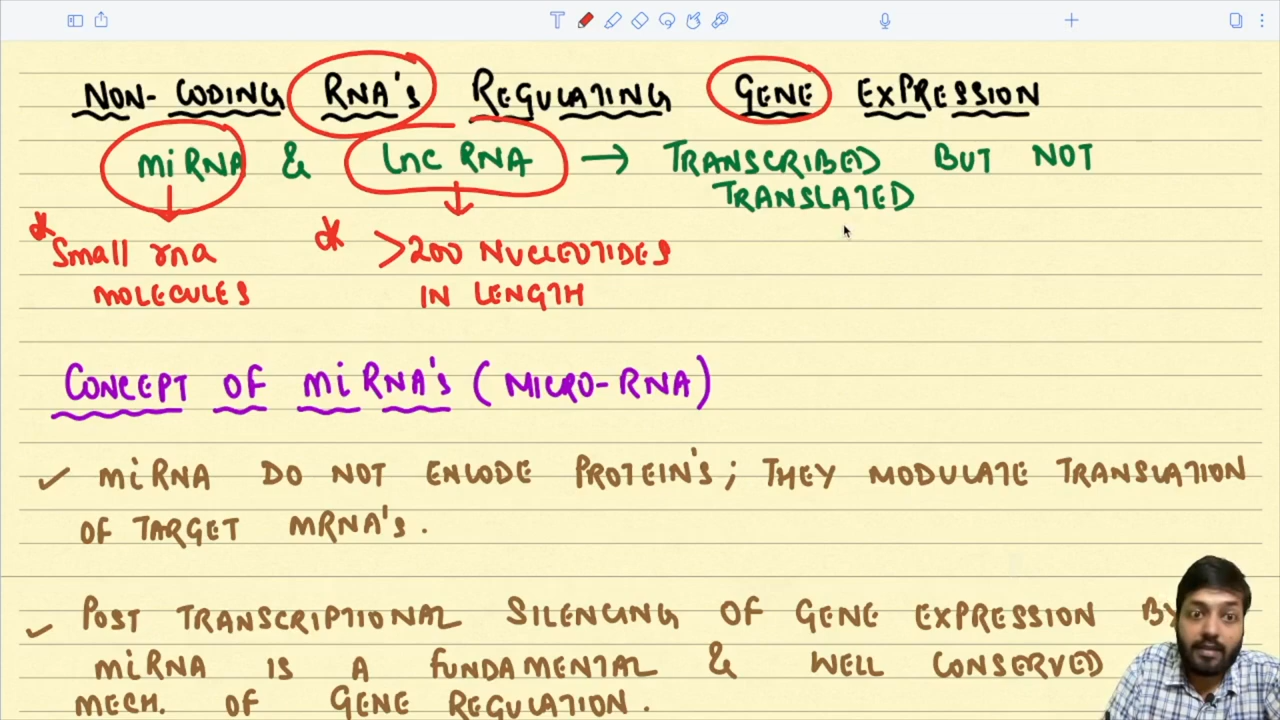 NON-CODING RNA'S REGULATING GENE EXPRESSION
miRNA & Lnc RNA → TRANSCRIBED BUT NOT
TRANSLATED
* Small rna
MOLECULES
* >200 NUCLEOTIDES
IN LENGTH
CONCEPT OF miRNA'S (MICRO-RNA)
✓ miRNA DO NOT ENCODE PROTEIN'S; THEY MODULATE TRANSLATION
OF TARGET MRNA'S.
✓ POST TRANSCRIPTIONAL SILENCING OF GENE EXPRESSION BY
miRNA IS A FUNDAMENTAL & WELL CONSERVED
MECH. OF GENE REGULATION.